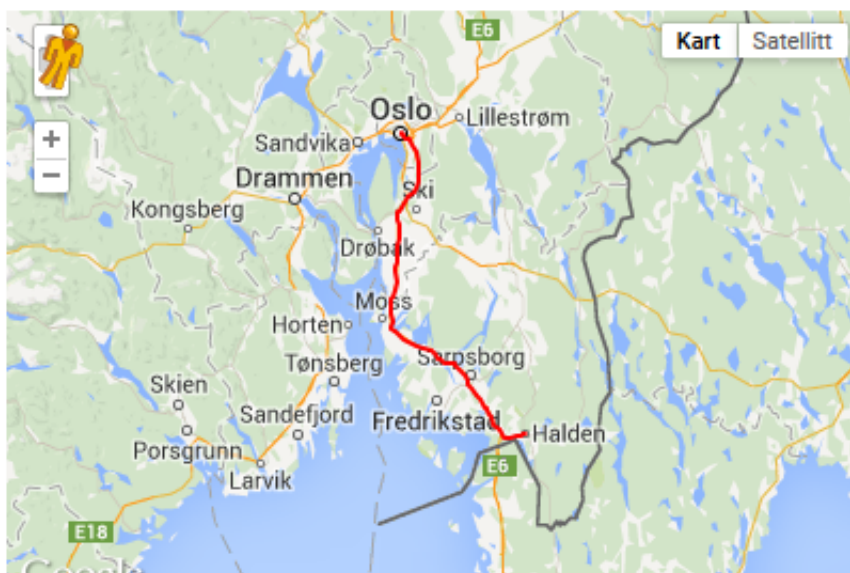 E6
Kart
Satellitt
Oslo
Lillestrøm
Sandvika
Drammen
Ski
Kongsberg
Drøbak
Moss
Horten
Tønsberg
Sarpsborg
Skien
Sandefjord
Fredrikstad
Halden
Porsgrunn
Larvik
E6
E18
Google